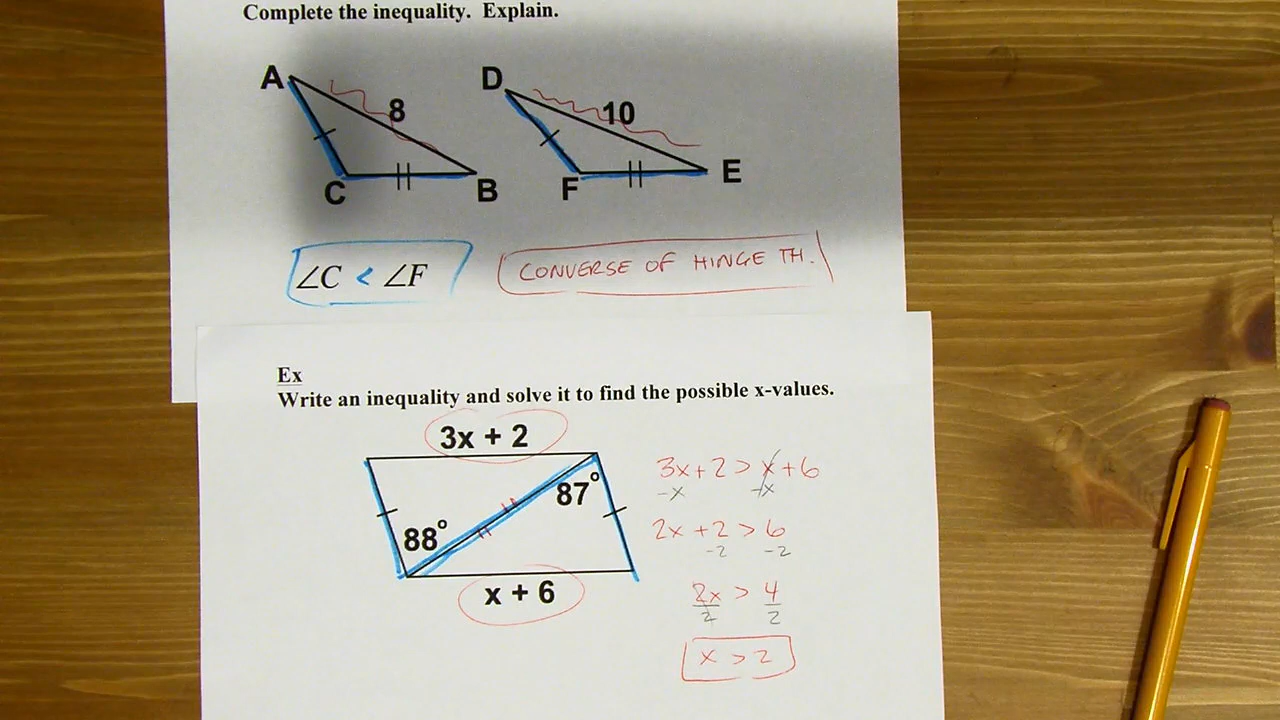 Complete the inequality. Explain.
A 8 B C
D 10 E F
∠C < ∠F
CONVERSE OF HINGE TH.
Ex
Write an inequality and solve it to find the possible x-values.
3x + 2
88°
87°
x + 6
3x+2 > x+6
-x -x
2x +2 > 6
-2 -2
2x > 4
2 2
x > 2